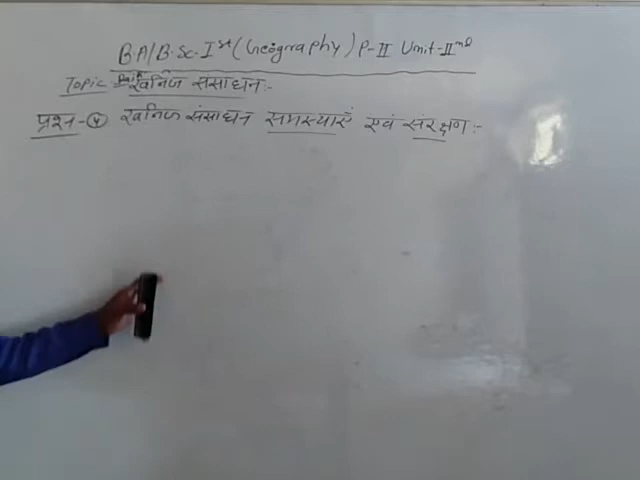 B.A/B.Sc. Ist (Geography) P-II Unit-IInd
Topic खनिज संसाधन:-
प्रश्न-④ खनिज संसाधन समस्याएँ एवं संरक्षण:-